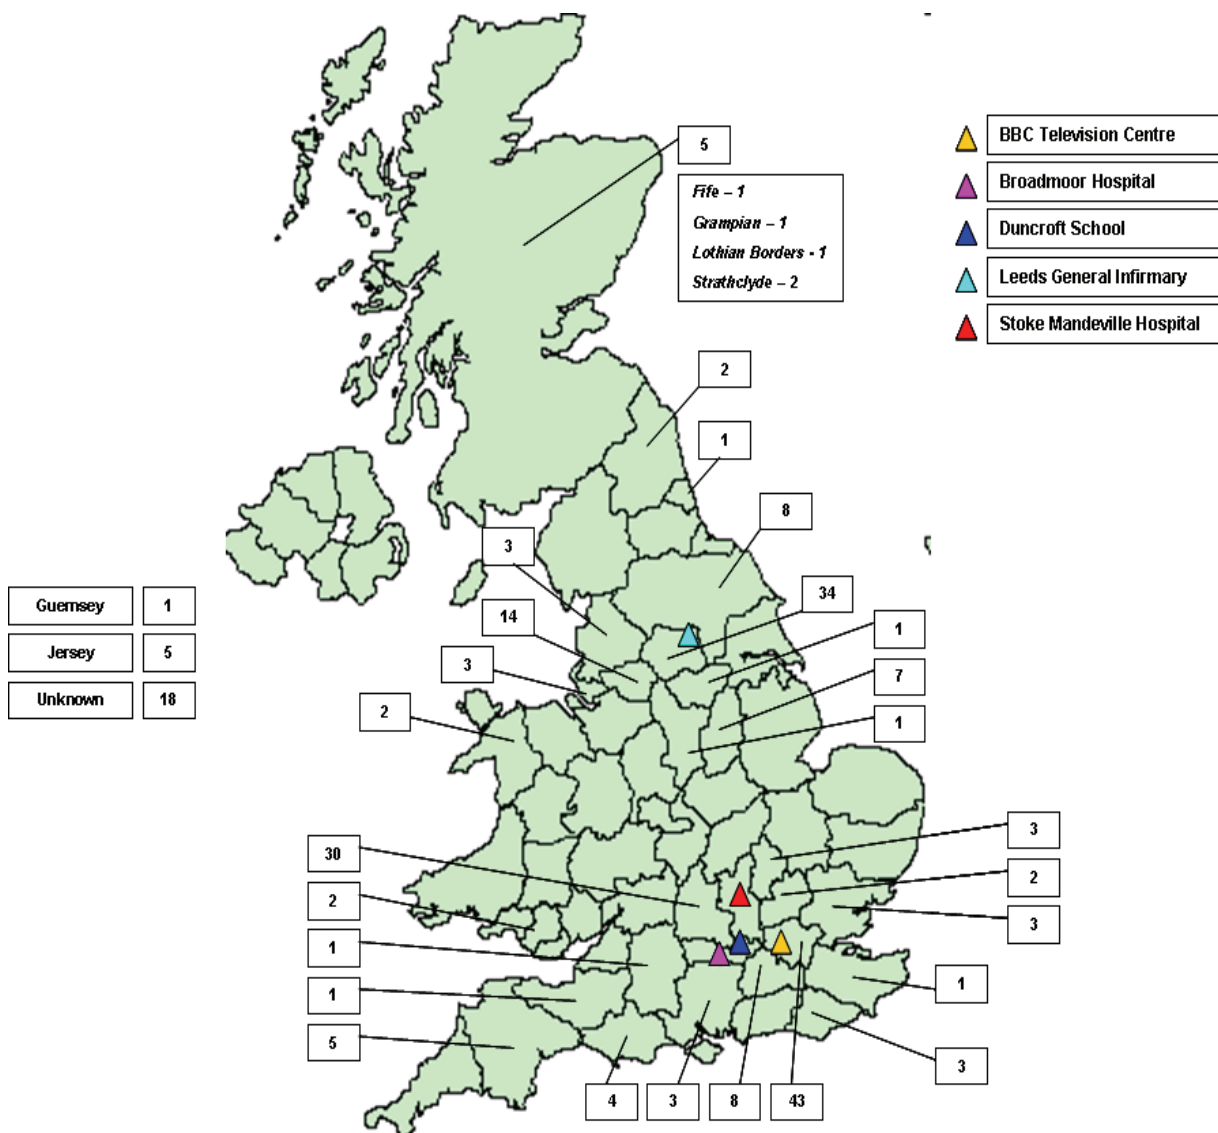 5
Fife – 1
Grampian – 1
Lothian Borders - 1
Strathclyde – 2
BBC Television Centre
Broadmoor Hospital
Duncroft School
Leeds General Infirmary
Stoke Mandeville Hospital
2
1
8
3
34
14
1
3
7
2
1
Guernsey 1
Jersey 5
Unknown 18
3
30
2
2
3
1
1
1
5
3
4
3
8
43